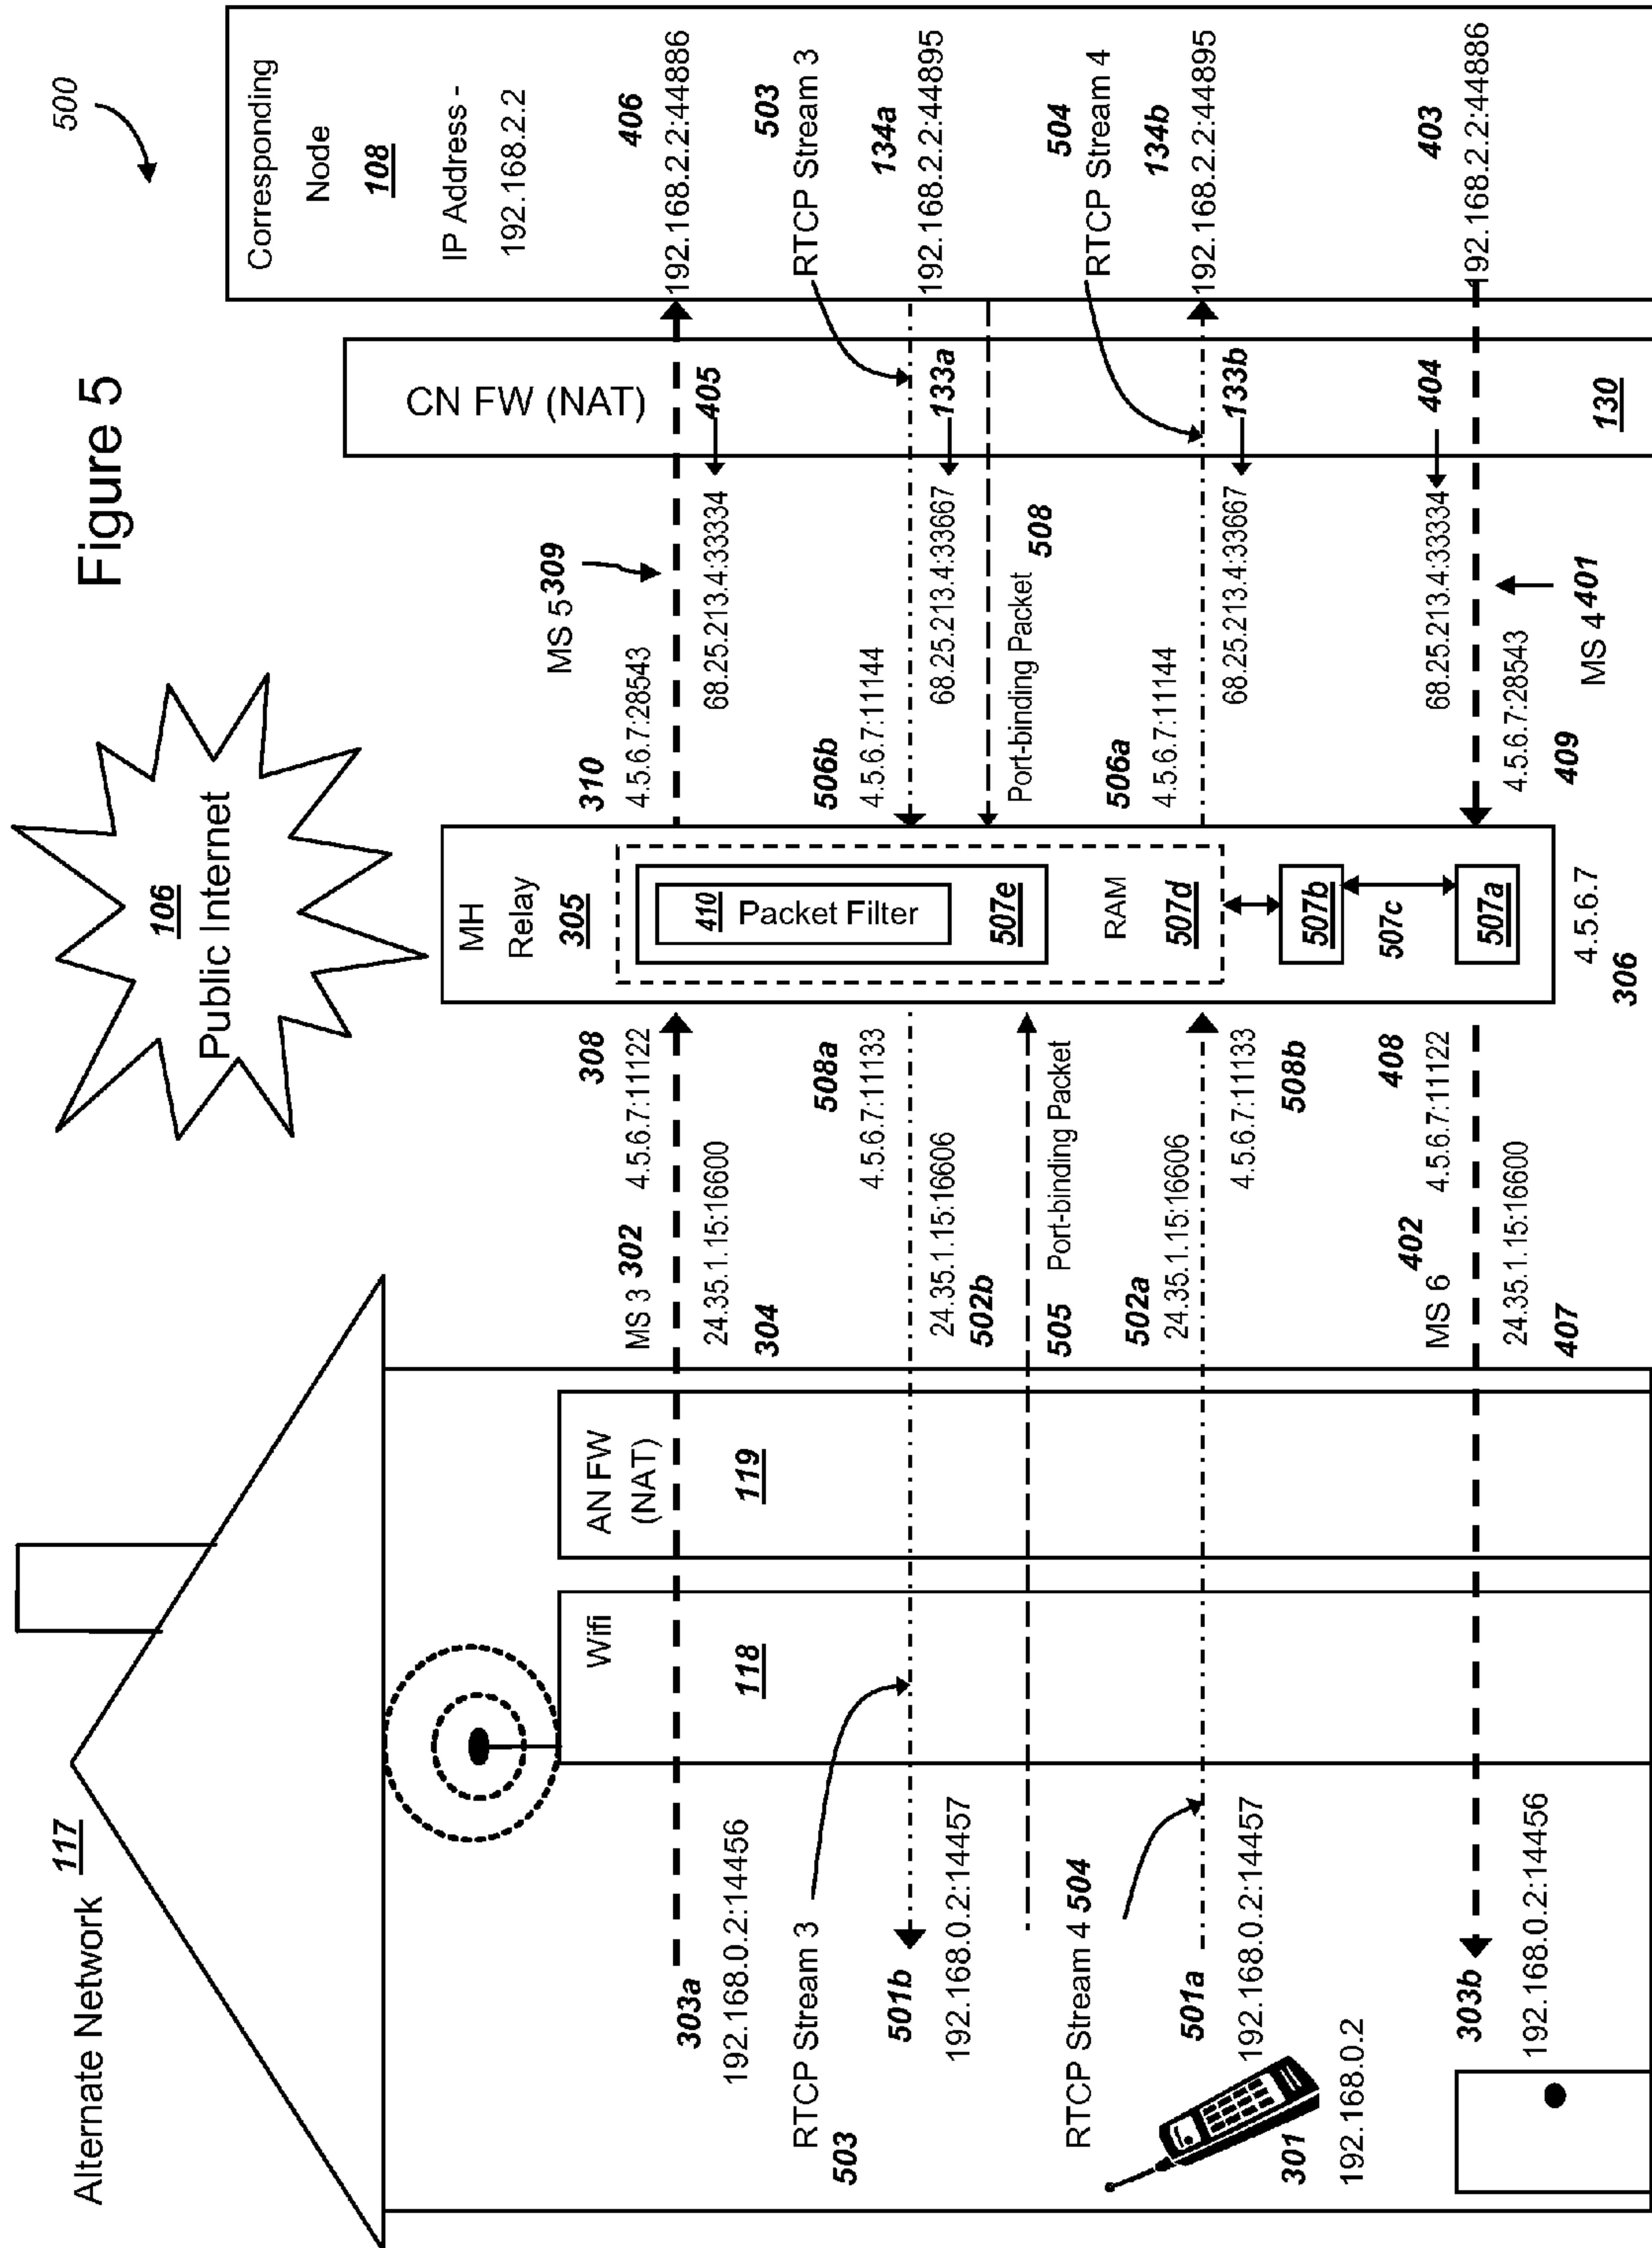 Figure 5
500
Alternate Network 117
106
Public Internet
Corresponding
Node
108
IP Address -
192.168.2.2
CN FW (NAT)
130
MH
Relay
305
410 Packet Filter
507e
RAM
507d
507b
507c
507a
4.5.6.7
306
Wifi
118
AN FW
(NAT)
119
303a
192.168.0.2:14456
MS 3 302
24.35.1.15:16600
304
308
4.5.6.7:11122
310
4.5.6.7:28543
MS 5 309
68.25.213.4:33334
405
406
192.168.2.2:44886
RTCP Stream 3
503
501b
192.168.0.2:14457
508a
4.5.6.7:11133
24.35.1.15:16606
502b
506b
4.5.6.7:11144
68.25.213.4:33667
133a
503
RTCP Stream 3
134a
192.168.2.2:44895
505 Port-binding Packet
Port-binding Packet 508
RTCP Stream 4 504
501a
192.168.0.2:14457
502a
24.35.1.15:16606
4.5.6.7:11133
508b
506a
4.5.6.7:11144
68.25.213.4:33667
133b
504
RTCP Stream 4
134b
192.168.2.2:44895
301
192.168.0.2
303b
192.168.0.2:14456
402
MS 6
24.35.1.15:16600
407
408
4.5.6.7:11122
4.5.6.7:28543
409
MS 4 401
68.25.213.4:33334
404
403
192.168.2.2:44886